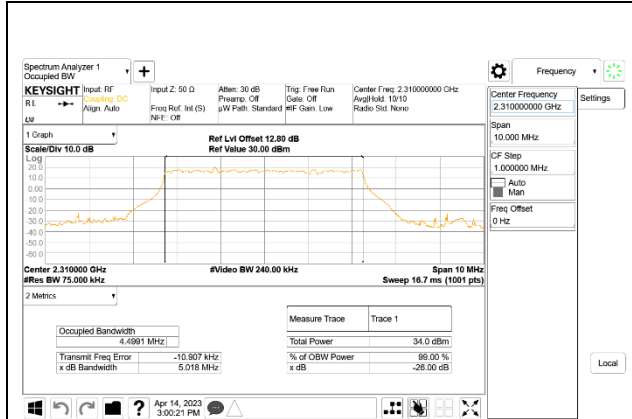 Spectrum Analyzer 1
Occupied BW
+
Frequency
KEYSIGHT
R L
Input: RF
Coupling: DC
Align: Auto
Input Z: 50 Ω
Freq Ref: Int (S)
NFE: Off
Atten: 30 dB
Preamp: Off
µW Path: Standard
Trig: Free Run
Gate: Off
#IF Gain: Low
Center Freq: 2.310000000 GHz
Avg|Hold: 10/10
Radio Std: None
Center Frequency
2.310000000 GHz
Settings
Span
10.000 MHz
CF Step
1.000000 MHz
Auto
Man
Freq Offset
0 Hz
1 Graph
Scale/Div 10.0 dB
Ref Lvl Offset 12.80 dB
Ref Value 30.00 dBm
Log
20.0
10.0
0.00
-10.0
-20.0
-30.0
-40.0
-50.0
-60.0
Center 2.310000 GHz
#Res BW 75.000 kHz
#Video BW 240.00 kHz
Span 10 MHz
Sweep 16.7 ms (1001 pts)
2 Metrics
Occupied Bandwidth
4.4991 MHz
Transmit Freq Error -10.907 kHz
x dB Bandwidth 5.018 MHz
Measure Trace Trace 1
Total Power 34.0 dBm
% of OBW Power 99.00 %
x dB -26.00 dB
Local
?
Apr 14, 2023
3:00:21 PM